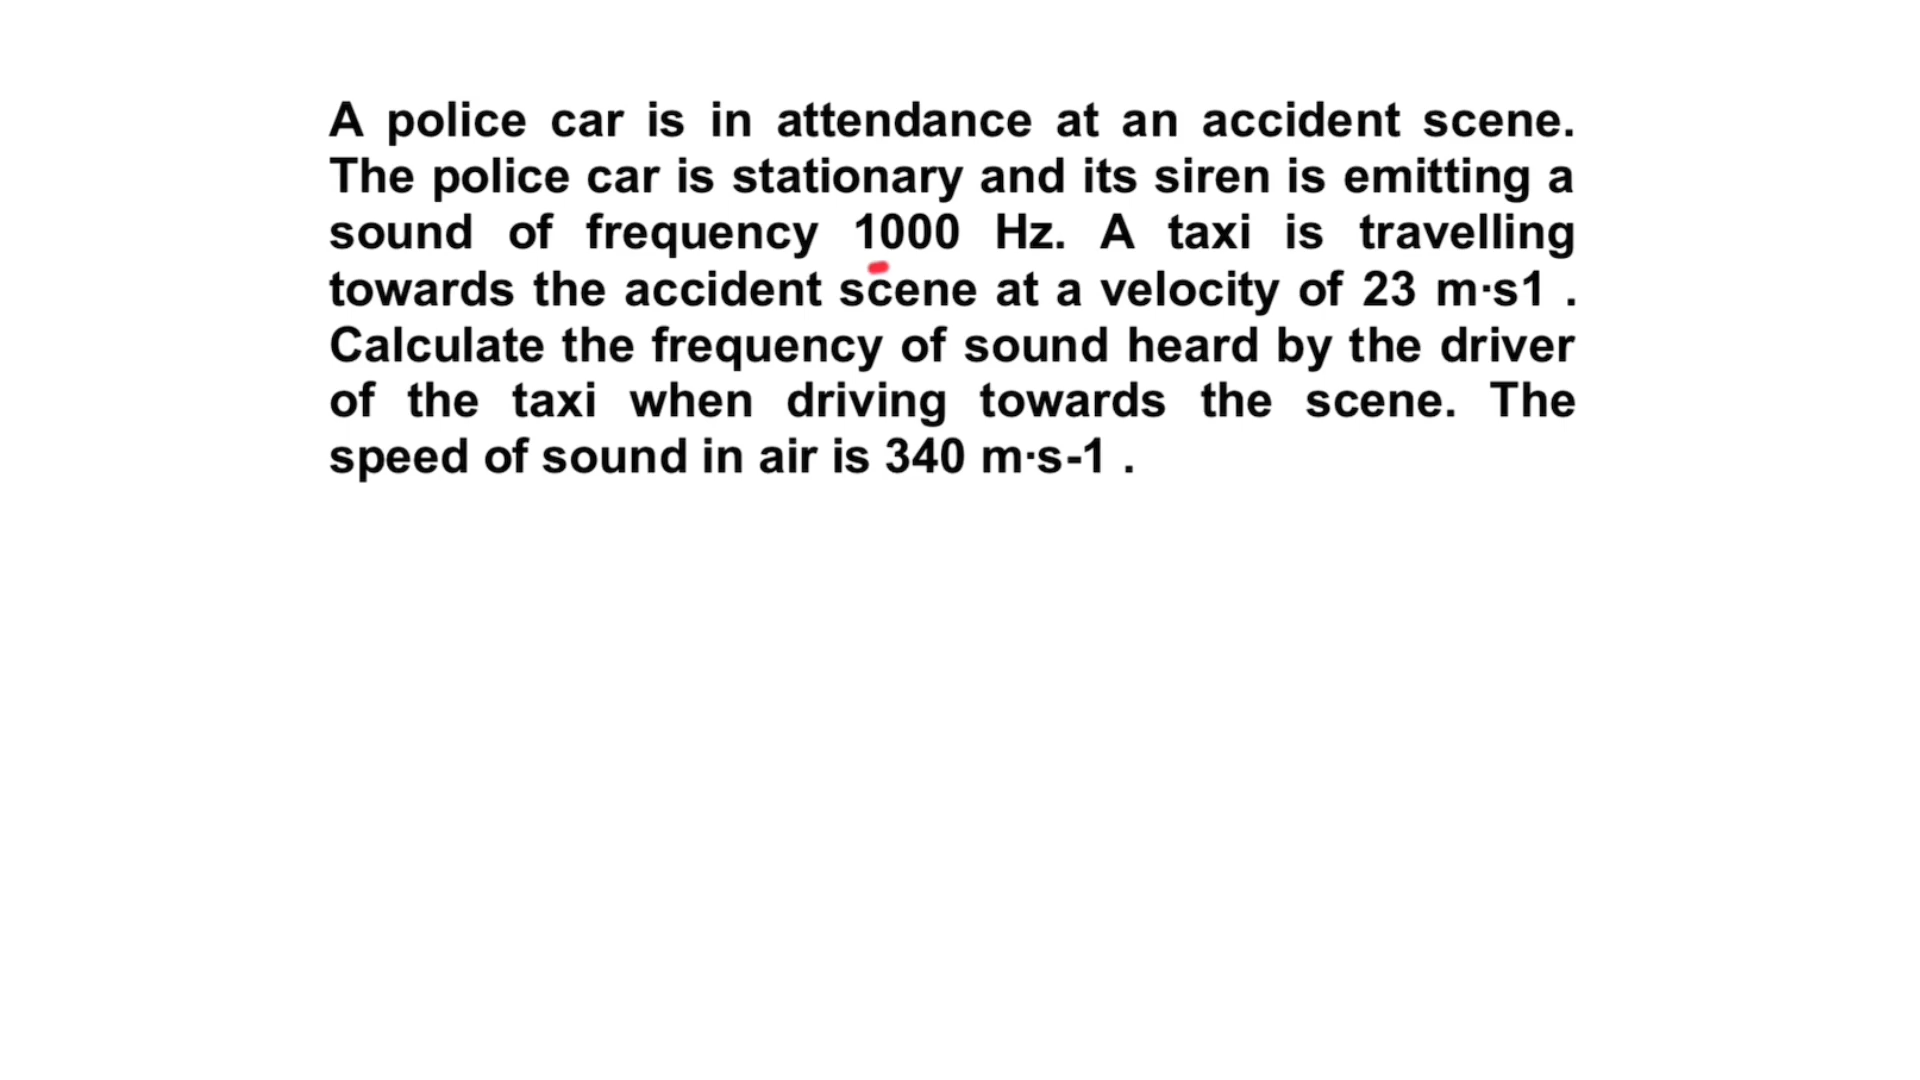 A police car is in attendance at an accident scene.
The police car is stationary and its siren is emitting a
sound of frequency 1000 Hz. A taxi is travelling
towards the accident scene at a velocity of 23 m·s1 .
Calculate the frequency of sound heard by the driver
of the taxi when driving towards the scene. The
speed of sound in air is 340 m·s-1 .